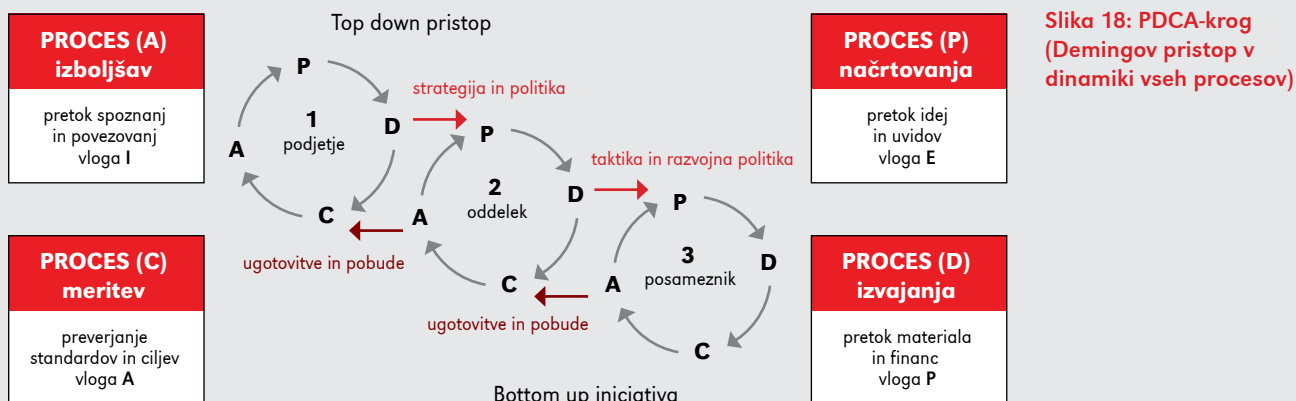 Top down pristop
PROCES (A)
izboljšav
pretok spoznanj
in povezovanj
vloga I
PROCES (C)
meritev
preverjanje
standardov in ciljev
vloga A
P
D
C
A
1
podjetje
strategija in politika
ugotovitve in pobude
P
D
C
A
2
oddelek
taktika in razvojna politika
ugotovitve in pobude
P
D
C
A
3
posameznik
Bottom up iniciativa
PROCES (P)
načrtovanja
pretok idej
in uvidov
vloga E
PROCES (D)
izvajanja
pretok materiala
in financ
vloga P
Slika 18: PDCA-krog
(Demingov pristop v
dinamiki vseh procesov)